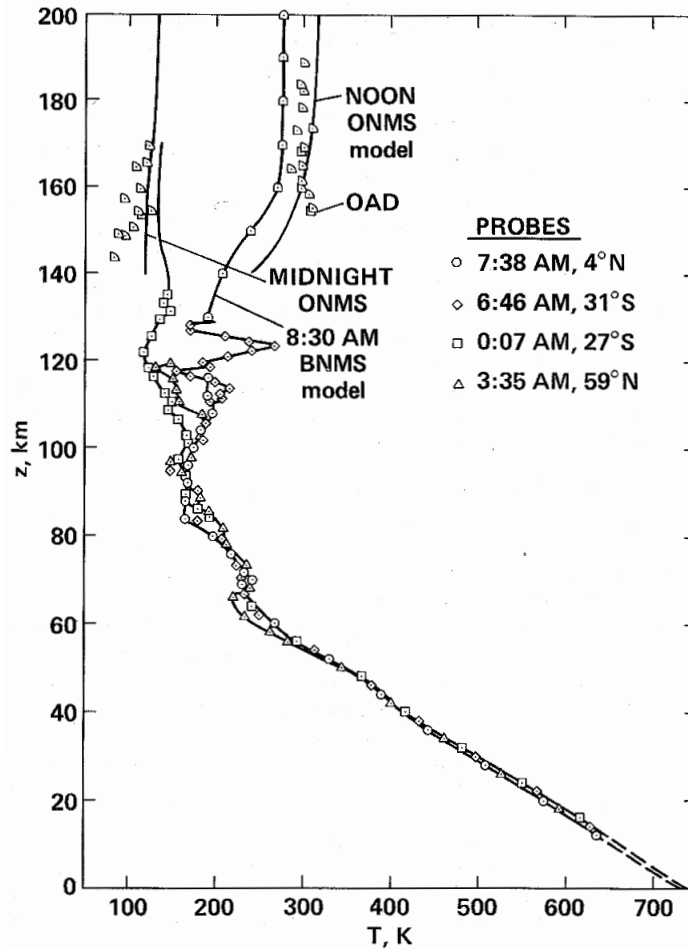 200
180
160
140
120
100
80
60
40
20
0
z, km
100
200
300
400
500
600
700
T, K
NOON
ONMS
model
OAD
MIDNIGHT
ONMS
8:30 AM
BNMS
model
PROBES
7:38 AM, 4°N
6:46 AM, 31°S
0:07 AM, 27°S
3:35 AM, 59°N